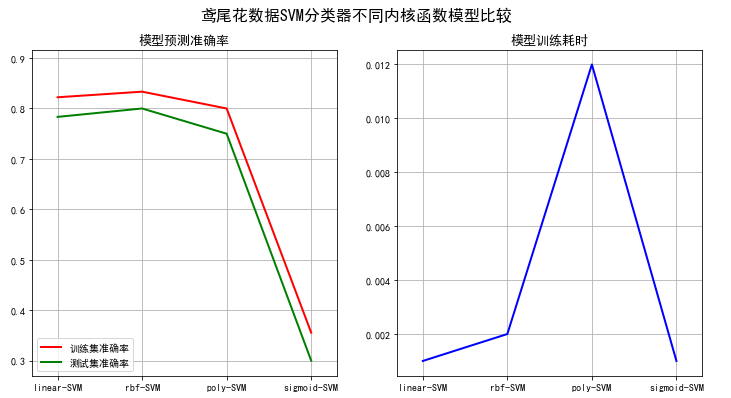 鸢尾花数据SVM分类器不同内核函数模型比较
模型预测准确率
0.9
0.8
0.7
0.6
0.5
0.4
0.3
训练集准确率
测试集准确率
linear-SVM rbf-SVM poly-SVM sigmoid-SVM
模型训练耗时
0.012
0.010
0.008
0.006
0.004
0.002
linear-SVM rbf-SVM poly-SVM sigmoid-SVM